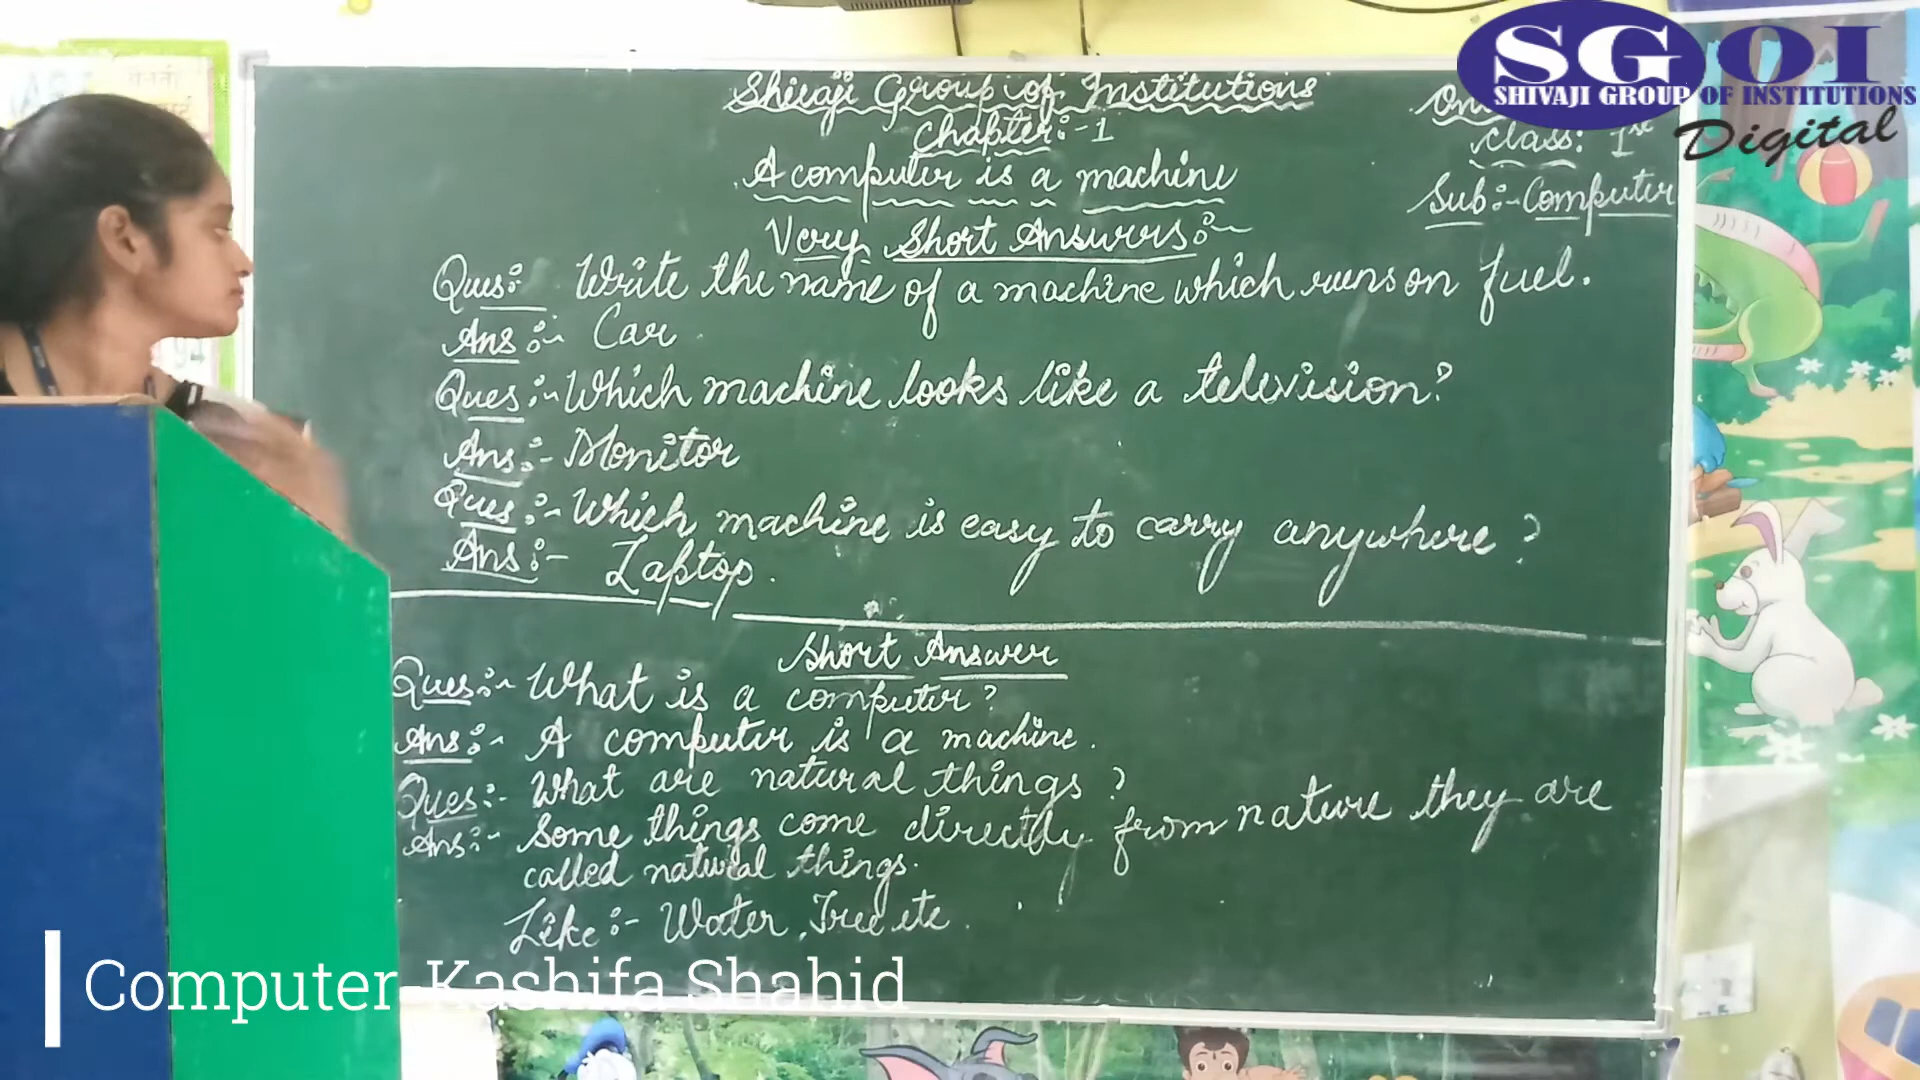 Shivaji Group of Institutions
Chapter:-1
A computer is a machine
Very Short Answers:-
class: 1st
Sub:- Computer
Ques:- Write the name of a machine which runs on fuel.
Ans:- Car
Ques:- Which machine looks like a television?
Ans:- Monitor
Ques:- Which machine is easy to carry anywhere?
Ans:- Laptop.
Short Answer
Ques:- What is a computer?
Ans:- A computer is a machine.
Ques:- What are natural things?
Ans:- Some things come directly from nature they are
called natural things.
Like:- Water, Tree etc.
SGOI
SHIVAJI GROUP OF INSTITUTIONS
Digital
Computer-Kashifa Shahid